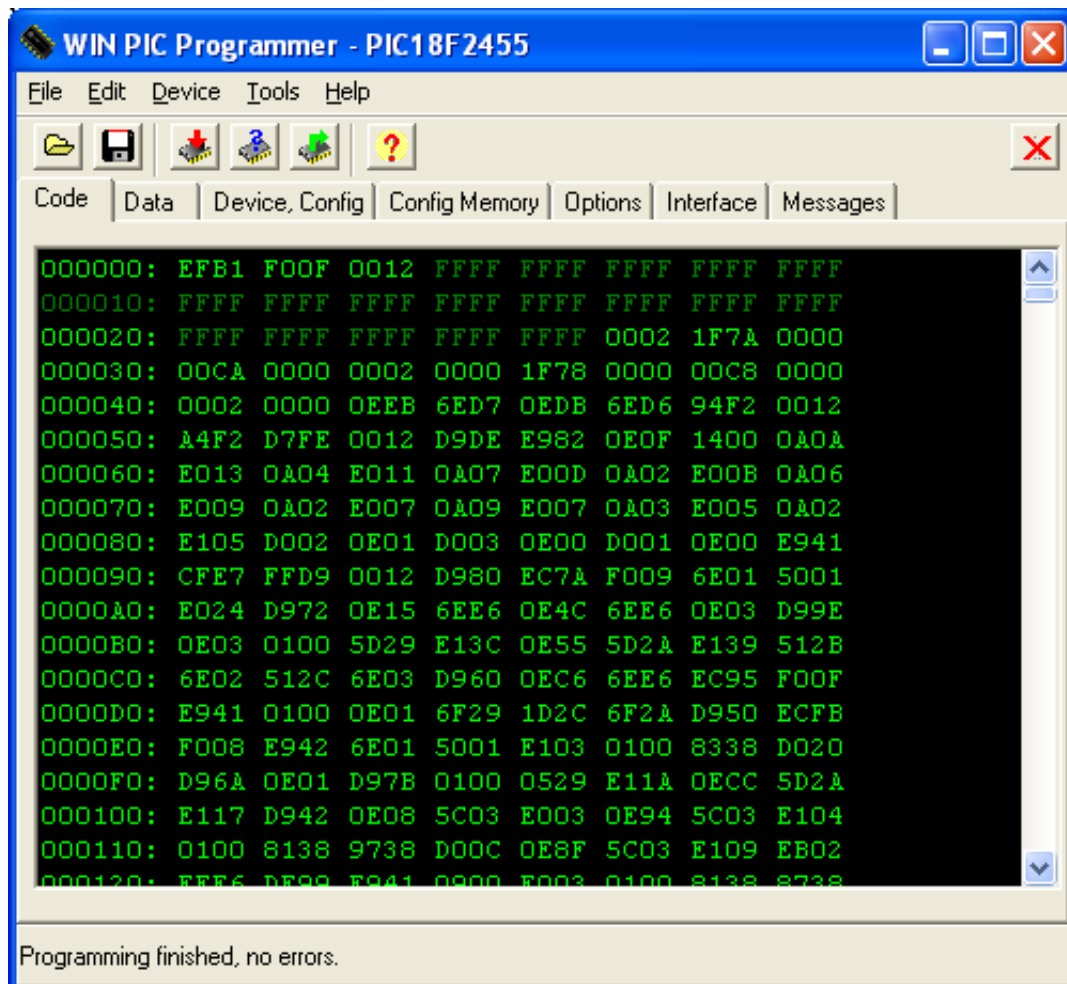 WIN PIC Programmer - PIC18F2455
File Edit Device Tools Help
Code Data Device, Config Config Memory Options Interface Messages
000000: EFB1 F00F 0012 FFFF FFFF FFFF FFFF FFFF
000010: FFFF FFFF FFFF FFFF FFFF FFFF FFFF FFFF
000020: FFFF FFFF FFFF FFFF FFFF 0002 1F7A 0000
000030: 00CA 0000 0002 0000 1F78 0000 00C8 0000
000040: 0002 0000 0EEB 6ED7 0EDB 6ED6 94F2 0012
000050: A4F2 D7FE 0012 D9DE E982 0E0F 1400 0A0A
000060: E013 0A04 E011 0A07 E00D 0A02 E00B 0A06
000070: E009 0A02 E007 0A09 E007 0A03 E005 0A02
000080: E105 D002 0E01 D003 0E00 D001 0E00 E941
000090: CFE7 FFD9 0012 D980 EC7A F009 6E01 5001
0000A0: E024 D972 0E15 6EE6 0E4C 6EE6 0E03 D99E
0000B0: 0E03 0100 5D29 E13C 0E55 5D2A E139 512B
0000C0: 6E02 512C 6E03 D960 0EC6 6EE6 EC95 F00F
0000D0: E941 0100 0E01 6F29 1D2C 6F2A D950 ECFB
0000E0: F008 E942 6E01 5001 E103 0100 8338 D020
0000F0: D96A 0E01 D97B 0100 0529 E11A 0ECC 5D2A
000100: E117 D942 0E08 5C03 E003 0E94 5C03 E104
000110: 0100 8138 9738 D00C 0E8F 5C03 E109 EB02
000120: FFE6 DF99 E941 0900 E003 0100 8138 8738
Programming finished, no errors.